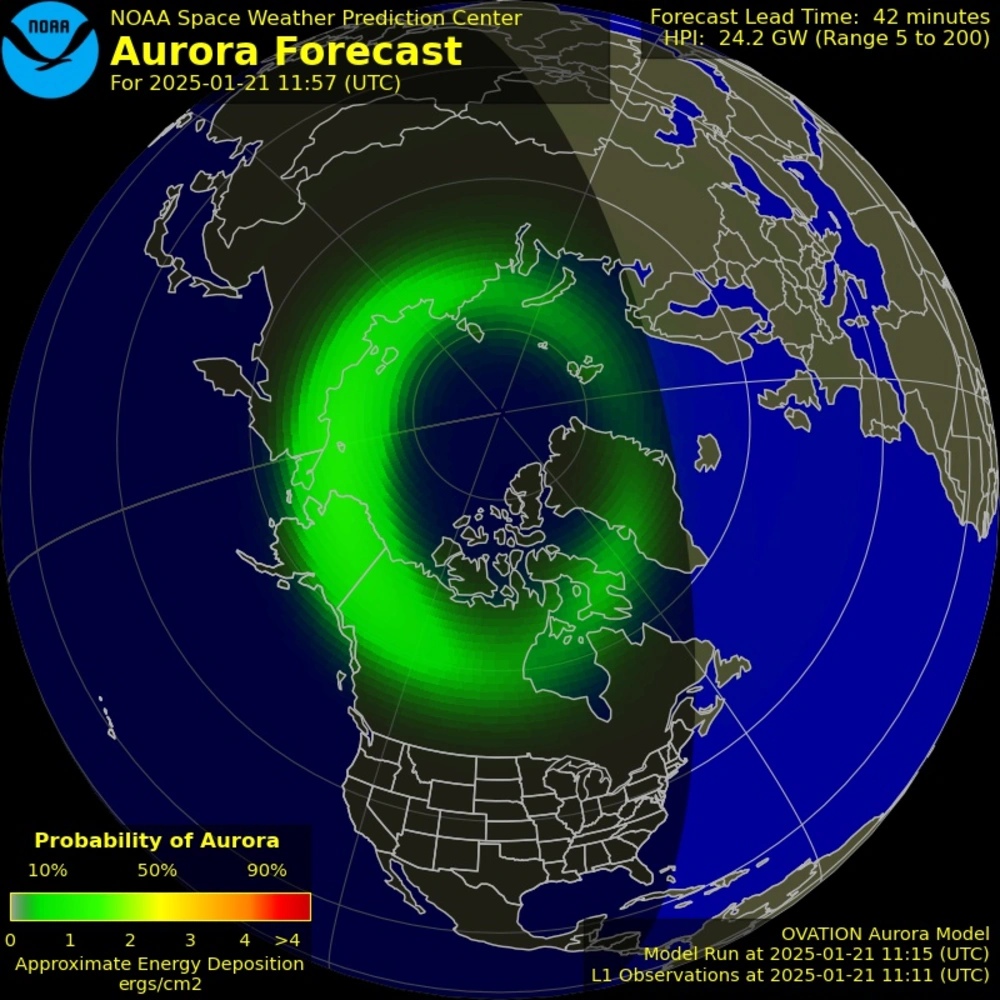 NOAA
NOAA Space Weather Prediction Center
Aurora Forecast
For 2025-01-21 11:57 (UTC)
Forecast Lead Time: 42 minutes
HPI: 24.2 GW (Range 5 to 200)
Probability of Aurora
10% 50% 90%
0 1 2 3 4 >4
Approximate Energy Deposition
ergs/cm2
OVATION Aurora Model
Model Run at 2025-01-21 11:15 (UTC)
L1 Observations at 2025-01-21 11:11 (UTC)